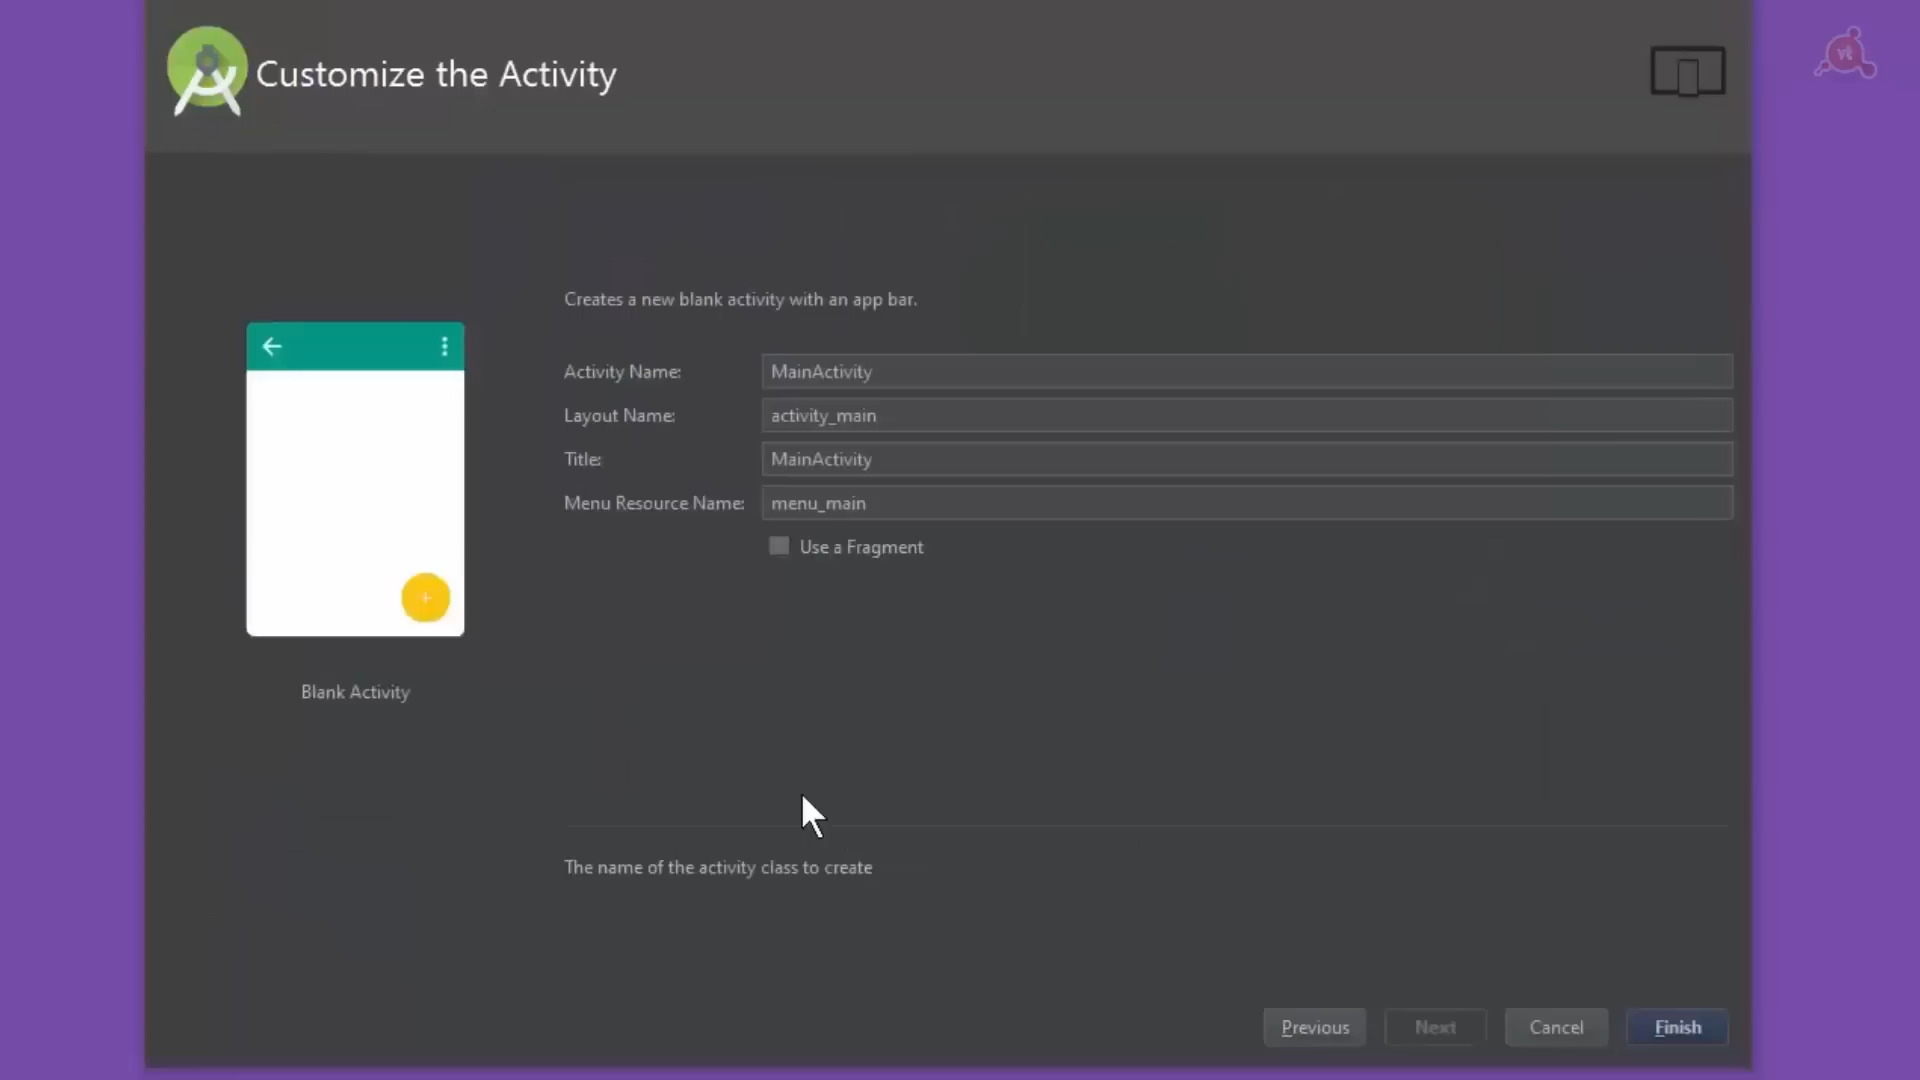 vt
Customize the Activity
Creates a new blank activity with an app bar.
Activity Name: MainActivity
Layout Name: activity_main
Title: MainActivity
Menu Resource Name: menu_main
Use a Fragment
Blank Activity
The name of the activity class to create
Previous Next Cancel Finish